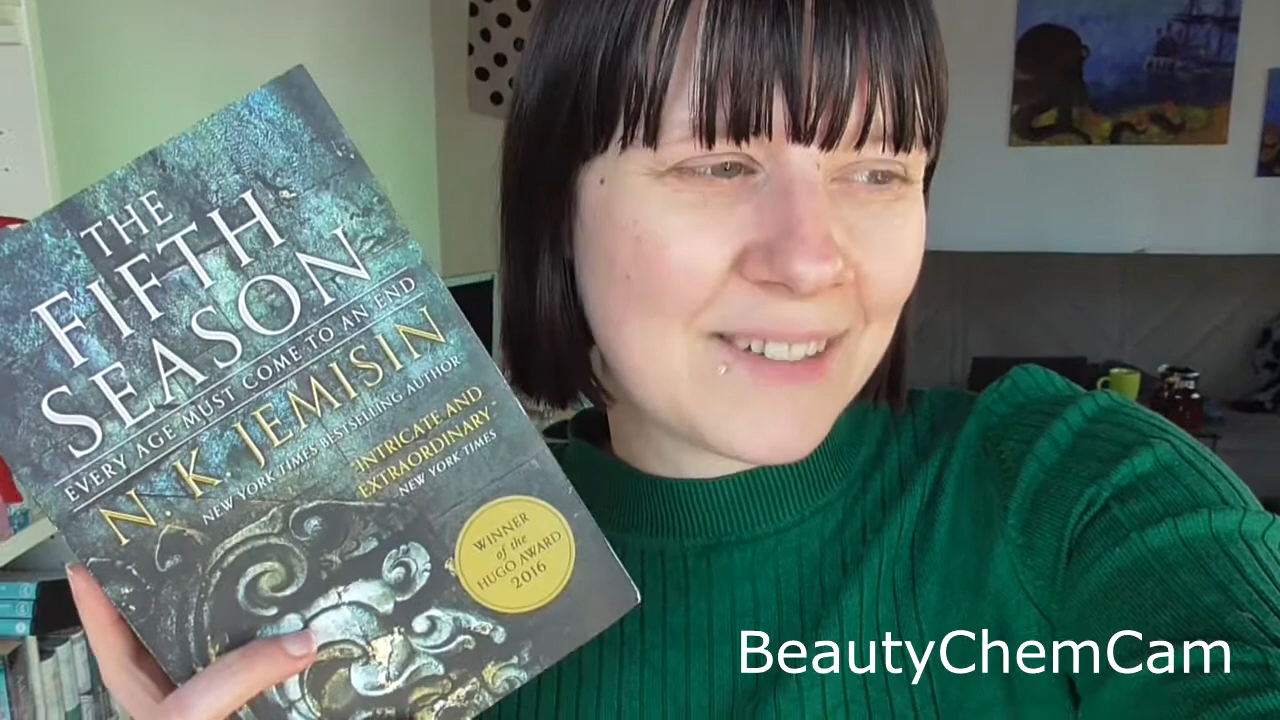 THE
FIFTH
SEASON
EVERY AGE MUST COME TO AN END
N. K. JEMISIN
NEW YORK TIMES BESTSELLING AUTHOR
INTRICATE AND
EXTRAORDINARY
NEW YORK TIMES
WINNER
of the
HUGO AWARD
2016
BeautyChemCam